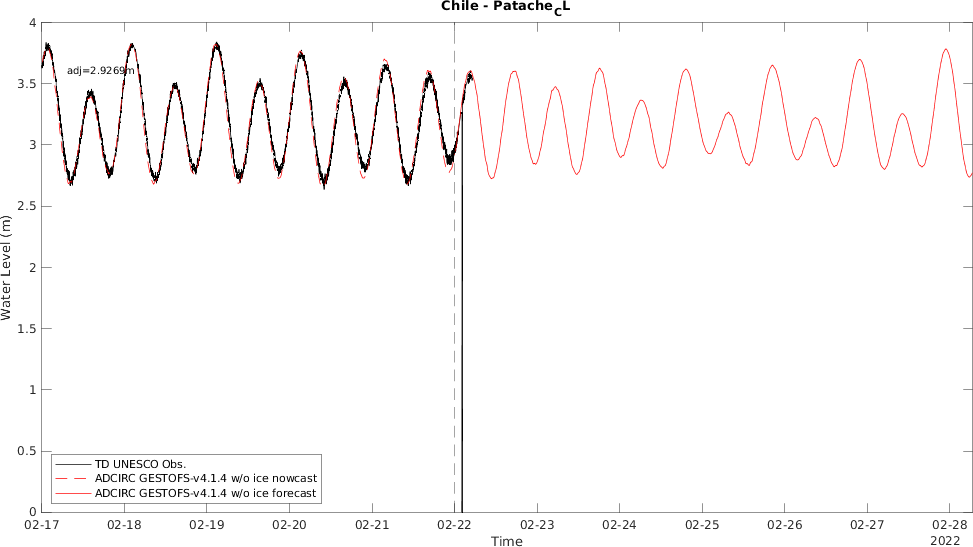 Chile - Patache_CL
4
3.5
3
2.5
2
1.5
1
0.5
0
Water Level (m)
adj=2.9269m
TD UNESCO Obs.
ADCIRC GESTOFS-v4.1.4 w/o ice nowcast
ADCIRC GESTOFS-v4.1.4 w/o ice forecast
02-17 02-18 02-19 02-20 02-21 02-22 02-23 02-24 02-25 02-26 02-27 02-28
Time
2022